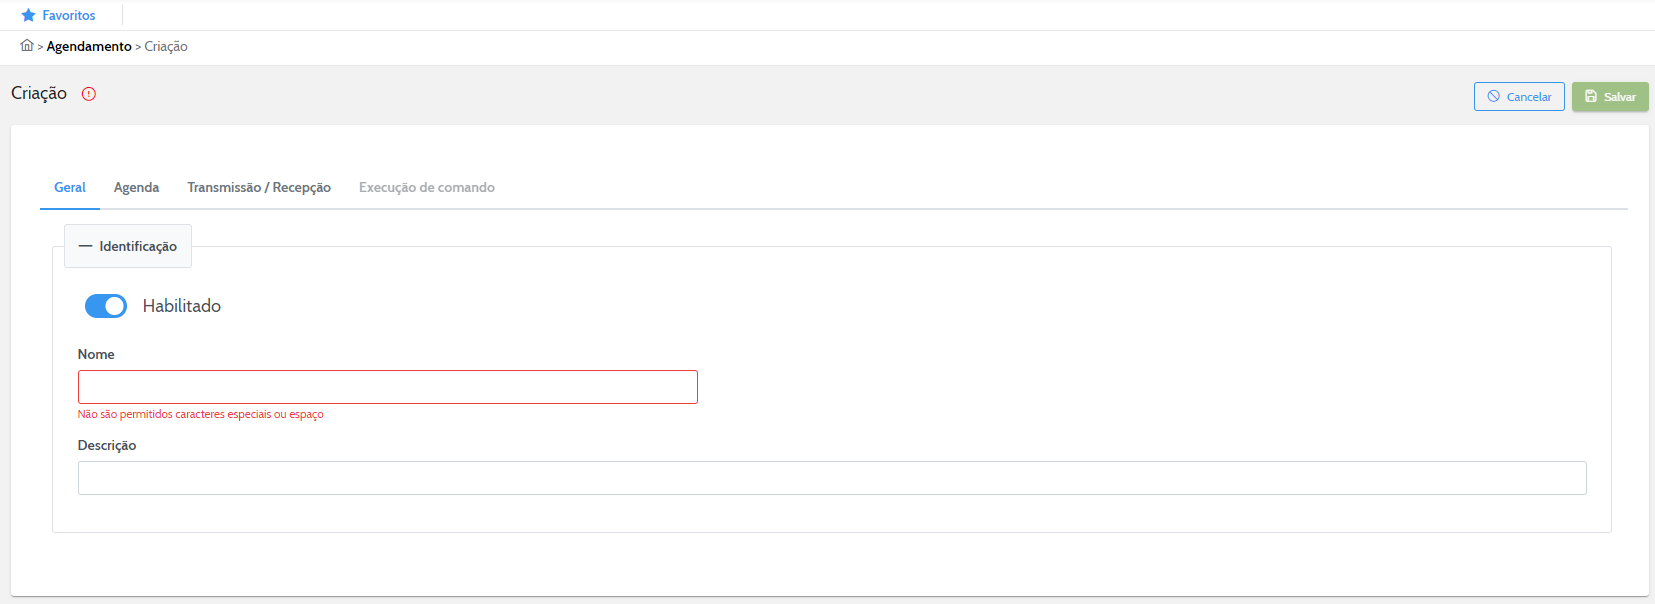 Favoritos
> Agendamento > Criação
Criação
Cancelar
Salvar
Geral
Agenda
Transmissão / Recepção
Execução de comando
Identificação
Habilitado
Nome
Não são permitidos caracteres especiais ou espaço
Descrição